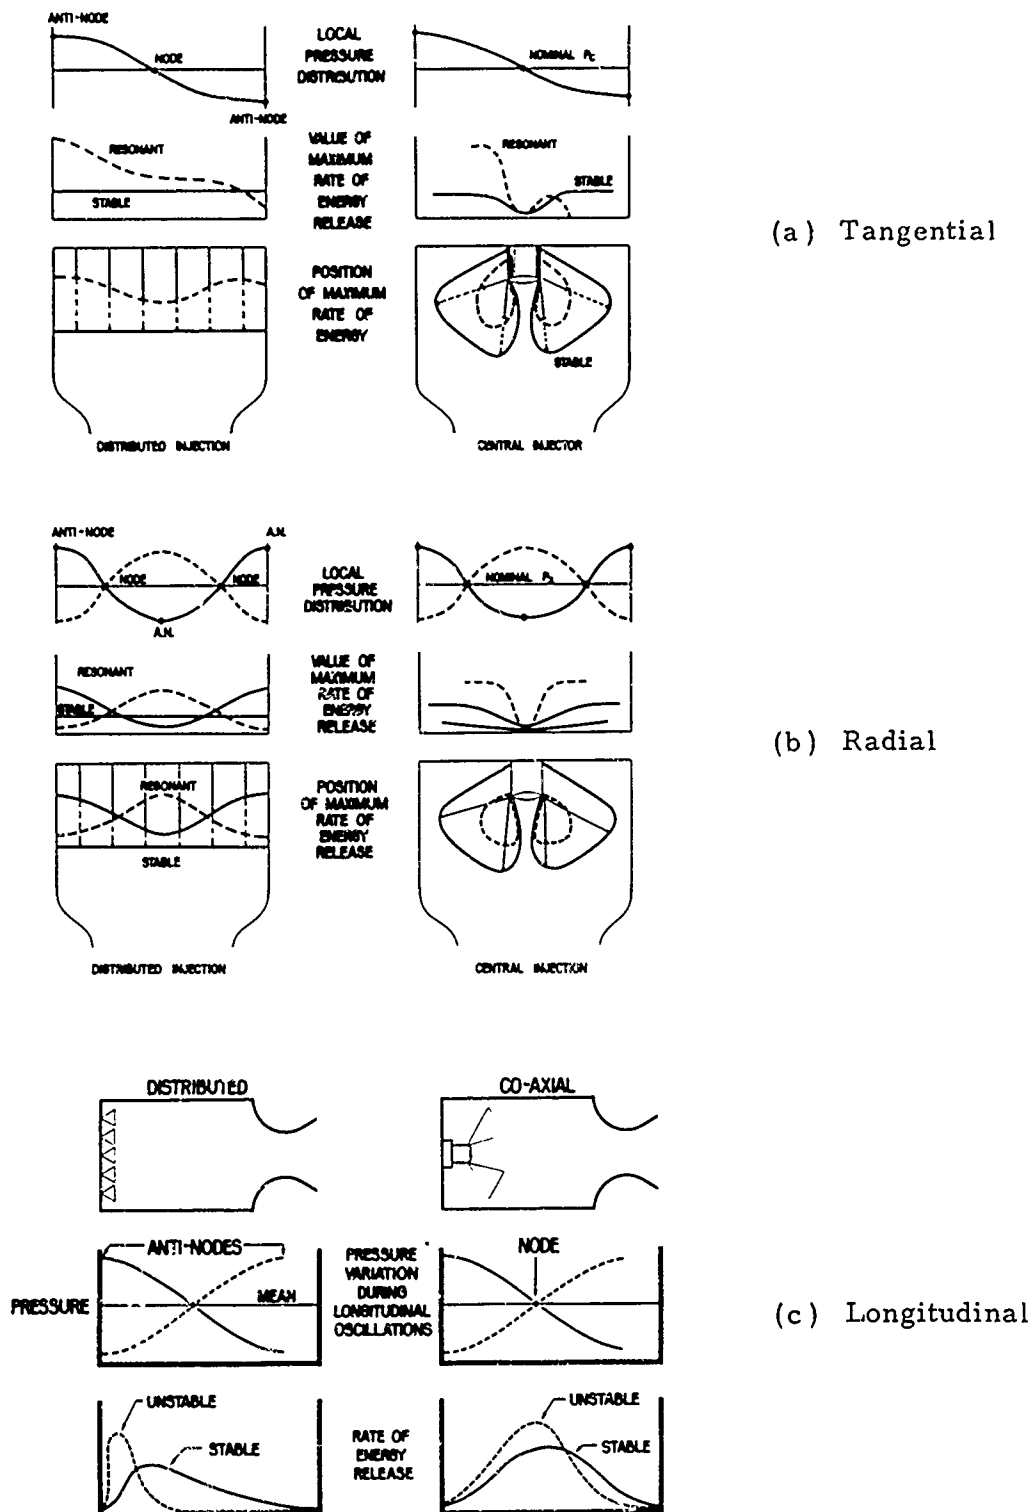 ANTI-NODE
NODE
ANTI-NODE
LOCAL
PRESSURE
DISTRIBUTION
NOMINAL Pc
RESONANT
STABLE
VALUE OF
MAXIMUM
RATE OF
ENERGY
RELEASE
RESONANT
STABLE
(a) Tangential
POSITION
OF MAXIMUM
RATE OF
ENERGY
STABLE
DISTRIBUTED INJECTION
CENTRAL INJECTOR
ANTI-NODE
A.N.
NODE
NODE
A.N.
LOCAL
PRESSURE
DISTRIBUTION
NOMINAL
RESONANT
STABLE
VALUE OF
MAXIMUM
RATE OF
ENERGY
RELEASE
(b) Radial
RESONANT
STABLE
POSITION
OF MAXIMUM
RATE OF
ENERGY
RELEASE
DISTRIBUTED INJECTION
CENTRAL INJECTION
DISTRIBUTED
CO-AXIAL
ANTI-NODES
MEAN
PRESSURE
PRESSURE
VARIATION
DURING
LONGITUDINAL
OSCILLATIONS
NODE
(c) Longitudinal
UNSTABLE
STABLE
RATE OF
ENERGY
RELEASE
UNSTABLE
STABLE